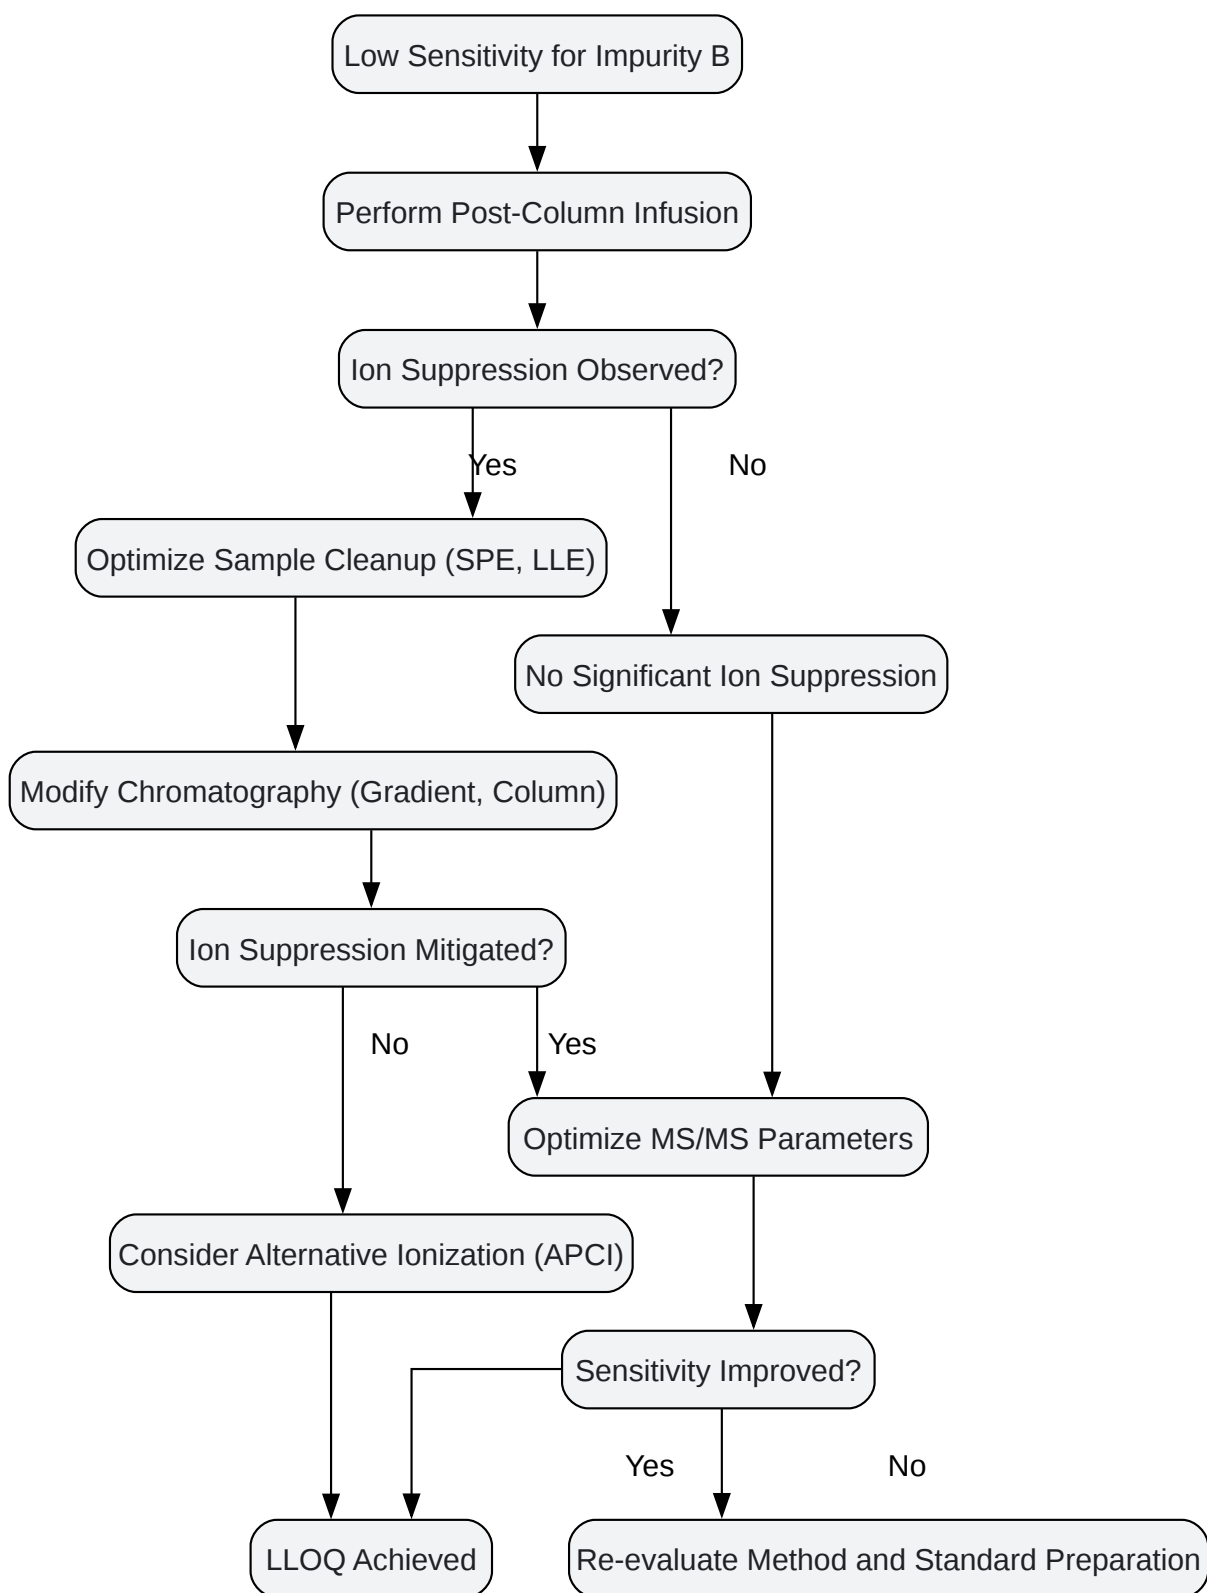 Low Sensitivity for Impurity B
Perform Post-Column Infusion
Ion Suppression Observed?
Yes
No
Optimize Sample Cleanup (SPE, LLE)
No Significant Ion Suppression
Modify Chromatography (Gradient, Column)
Ion Suppression Mitigated?
No
Yes
Optimize MS/MS Parameters
Consider Alternative Ionization (APCI)
Sensitivity Improved?
Yes
No
LLOQ Achieved
Re-evaluate Method and Standard Preparation